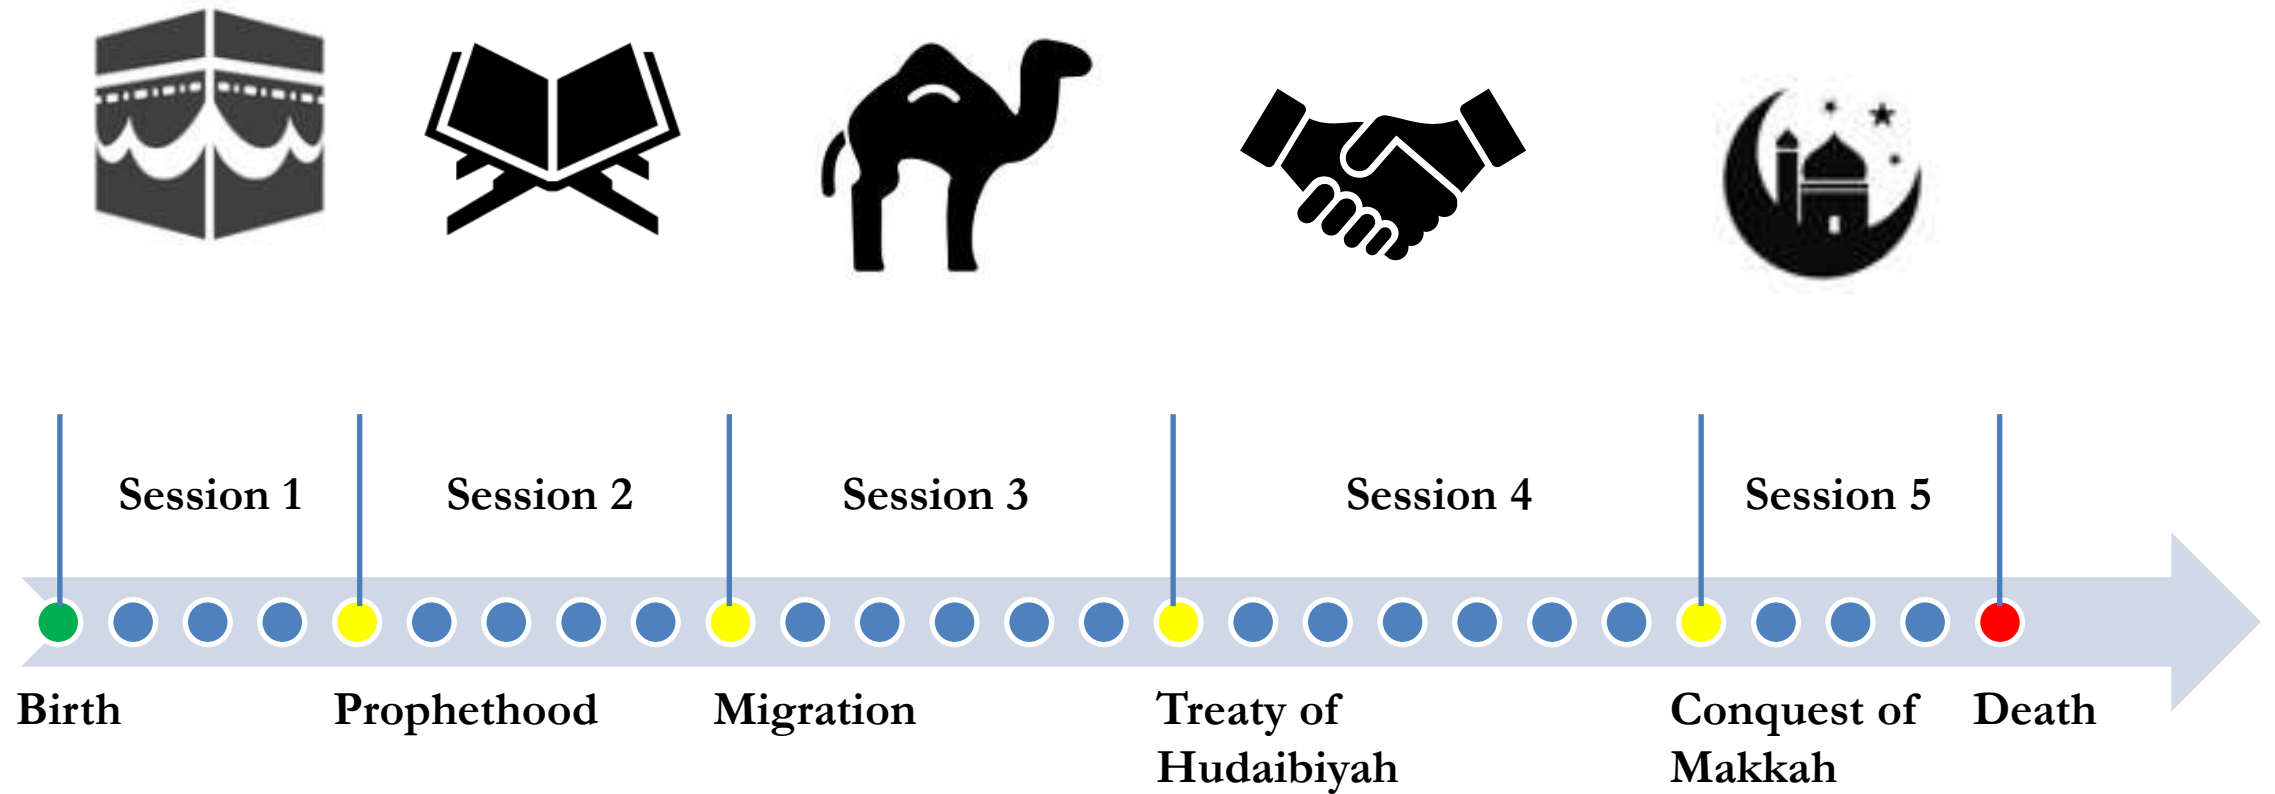 Session 1
Session 2
Session 3
Session 4
Session 5
Birth
Prophethood
Migration
Treaty of
Hudaibiyah
Conquest of
Makkah
Death